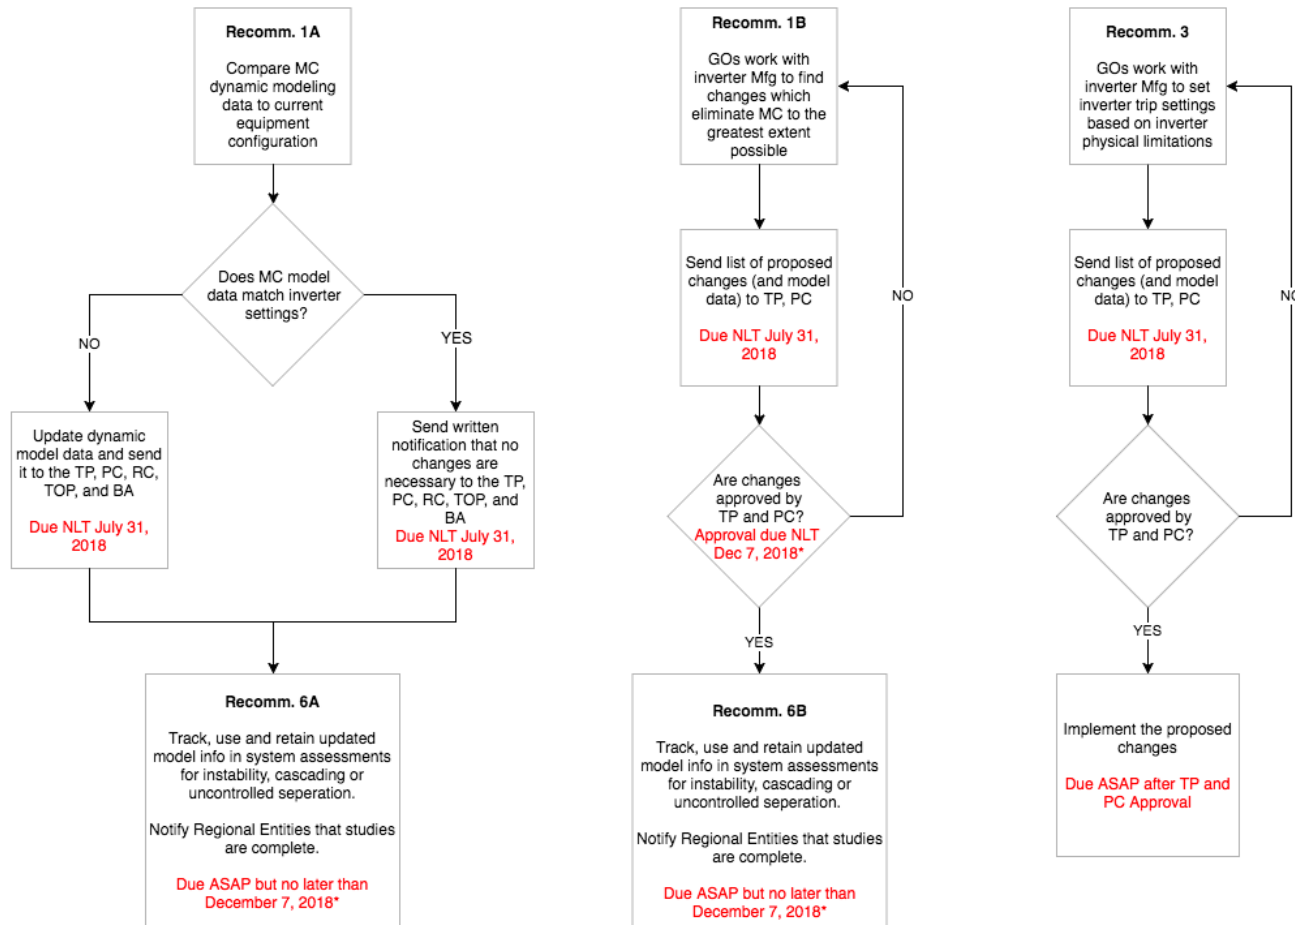 Recomm. 1A
Compare MC
dynamic modeling
data to current
equipment
configuration
Does MC model
data match inverter
settings?
NO
YES
Update dynamic
model data and send
it to the TP, PC, RC,
TOP, and BA
Due NLT July 31,
2018
Send written
notification that no
changes are
necessary to the TP,
PC, RC, TOP, and
BA
Due NLT July 31,
2018
Recomm. 6A
Track, use and retain updated
model info in system assessments
for instability, cascading or
uncontrolled seperation.
Notify Regional Entities that studies
are complete.
Due ASAP but no later than
December 7, 2018*
Recomm. 1B
GOs work with
inverter Mfg to find
changes which
eliminate MC to the
greatest extent
possible
Send list of proposed
changes (and model
data) to TP, PC
Due NLT July 31,
2018
NO
Are changes
approved by
TP and PC?
Approval due NLT
Dec 7, 2018*
YES
Recomm. 6B
Track, use and retain updated
model info in system assessments
for instability, cascading or
uncontrolled seperation.
Notify Regional Entities that studies
are complete.
Due ASAP but no later than
December 7, 2018*
Recomm. 3
GOs work with
inverter Mfg to set
inverter trip settings
based on inverter
physical limitations
Send list of proposed
changes (and model
data) to TP, PC
Due NLT July 31,
2018
NO
Are changes
approved by
TP and PC?
YES
Implement the proposed
changes
Due ASAP after TP and
PC Approval